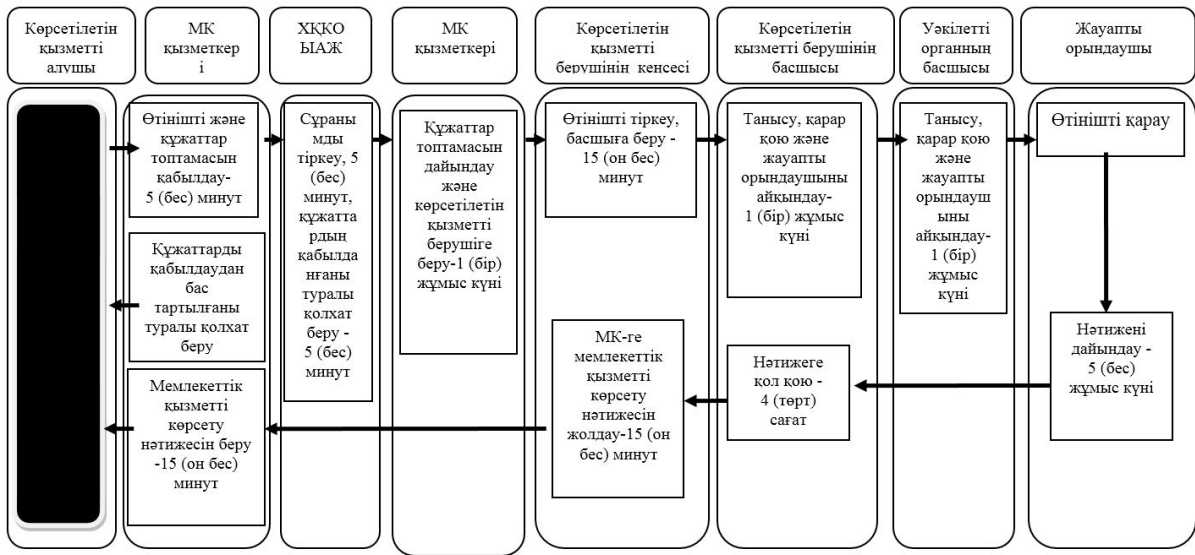 Көрсетілетін
қызметті
алушы
МК
қызметкер
і
ХҚКО
ЫАЖ
МК
қызметкері
Көрсетілетін
қызметті
берушінің кеңсесі
Көрсетілетін
қызметті берушінің
басшысы
Уәкілетті
органның
басшысы
Жауапты
орындаушы
Өтінішті және
құжаттар
топтамасын
қабылдау-
5 (бес) минут
Құжаттарды
қабылдаудан
бас
тартылғаны
туралы қолхат
беру
Мемлекеттік
қызметті
көрсету
нәтижесін беру
-15 (он бес)
минут
Сұраны
мды
тіркеу, 5
(бес)
минут,
құжатта
рдың
қабылда
нғаны
туралы
қолхат
беру -
5 (бес)
минут
Құжаттар
топтамасын
дайындау
және
көрсетілетін
қызметті
берушіге
беру-1 (бір)
жұмыс күні
Өтінішті тіркеу,
басшыға беру -
15 (он бес)
минут
МК-ге
мемлекеттік
қызметті
көрсету
нәтижесін
жолдау-15 (он
бес) минут
Танысу, қарар
қою және
жауапты
орындаушыны
айқындау-
1 (бір) жұмыс
күні
Нәтижеге
қол қою -
4 (төрт)
сағат
Танысу,
қарар қою
және
жауапты
орындауш
ыны
айқындау-
1 (бір)
жұмыс
күні
Өтінішті қарау
Нәтижені
дайындау -
5 (бес)
жұмыс күні